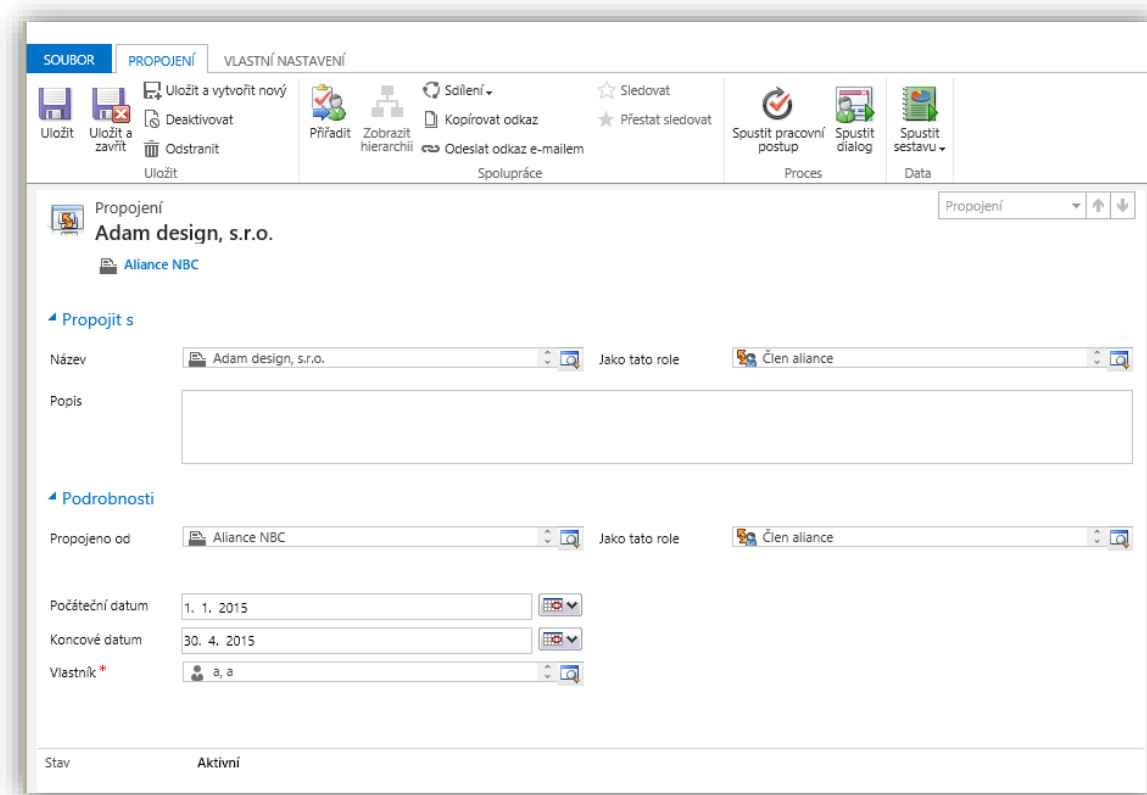 SOUBOR PROPOJENÍ VLASTNÍ NASTAVENÍ
Uložit
Uložit a zavřít
Uložit a vytvořit nový
Deaktivovat
Odstranit
Uložit
Přiřadit
Zobrazit hierarchii
Sdílení
Kopírovat odkaz
Odeslat odkaz e-mailem
Sledovat
Přestat sledovat
Spolupráce
Spustit pracovní postup
Spustit dialog
Proces
Spustit sestavu
Data
Propojení
Adam design, s.r.o.
Aliance NBC
Propojení
Propojit s
Název Adam design, s.r.o. Jako tato role Člen aliance
Popis
Podrobnosti
Propojeno od Aliance NBC Jako tato role Člen aliance
Počáteční datum 1. 1. 2015
Koncové datum 30. 4. 2015
Vlastník * a, a
Stav Aktivní